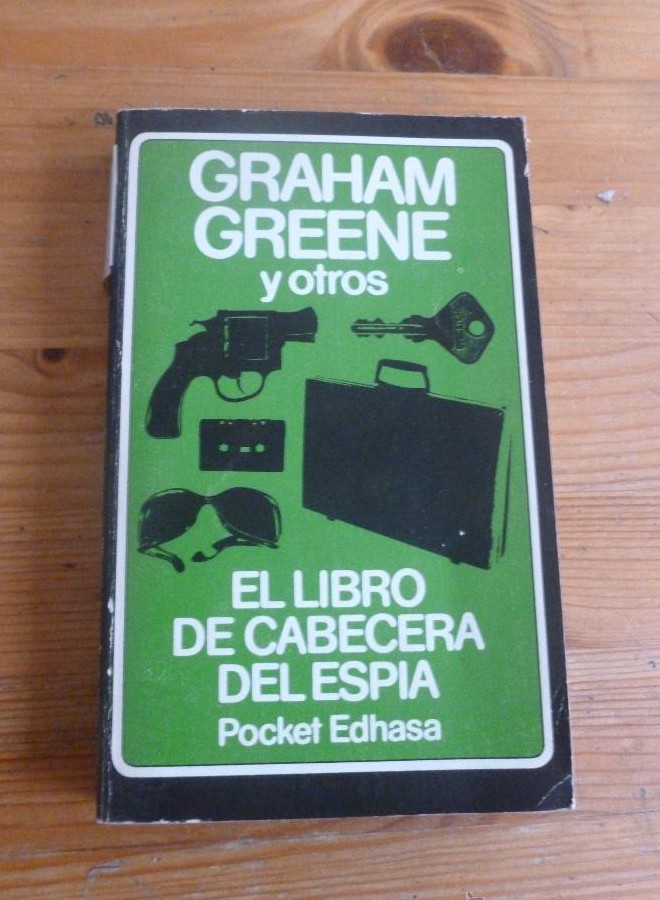 GRAHAM
GREENE
y otros
EL LIBRO
DE CABECERA
DEL ESPIA
Pocket Edhasa